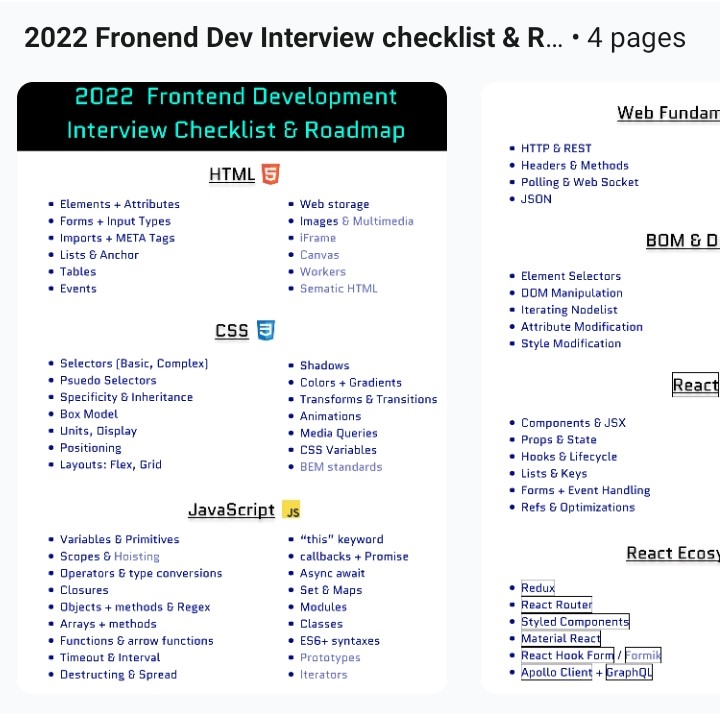 2022 Fronend Dev Interview checklist & R... • 4 pages
2022 Frontend Development
Interview Checklist & Roadmap
HTML 5
• Elements + Attributes
• Forms + Input Types
• Imports + META Tags
• Lists & Anchor
• Tables
• Events
• Web storage
• Images & Multimedia
• iFrame
• Canvas
• Workers
• Sematic HTML
CSS 3
• Selectors (Basic, Complex)
• Psuedo Selectors
• Specificity & Inheritance
• Box Model
• Units, Display
• Positioning
• Layouts: Flex, Grid
• Shadows
• Colors + Gradients
• Transforms & Transitions
• Animations
• Media Queries
• CSS Variables
• BEM standards
JavaScript JS
• Variables & Primitives
• Scopes & Hoisting
• Operators & type conversions
• Closures
• Objects + methods & Regex
• Arrays + methods
• Functions & arrow functions
• Timeout & Interval
• Destructing & Spread
• “this” keyword
• callbacks + Promise
• Async await
• Set & Maps
• Modules
• Classes
• ES6+ syntaxes
• Prototypes
• Iterators
Web Fundam
• HTTP & REST
• Headers & Methods
• Polling & Web Socket
• JSON
BOM & D
• Element Selectors
• DOM Manipulation
• Iterating Nodelist
• Attribute Modification
• Style Modification
React
• Components & JSX
• Props & State
• Hooks & Lifecycle
• Lists & Keys
• Forms + Event Handling
• Refs & Optimizations
React Ecosy
• Redux
• React Router
• Styled Components
• Material React
• React Hook Form / Formik
• Apollo Client + GraphQL